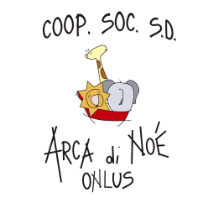 COOP. SOC. S.D.
ARCA di NOÉ
ONLUS